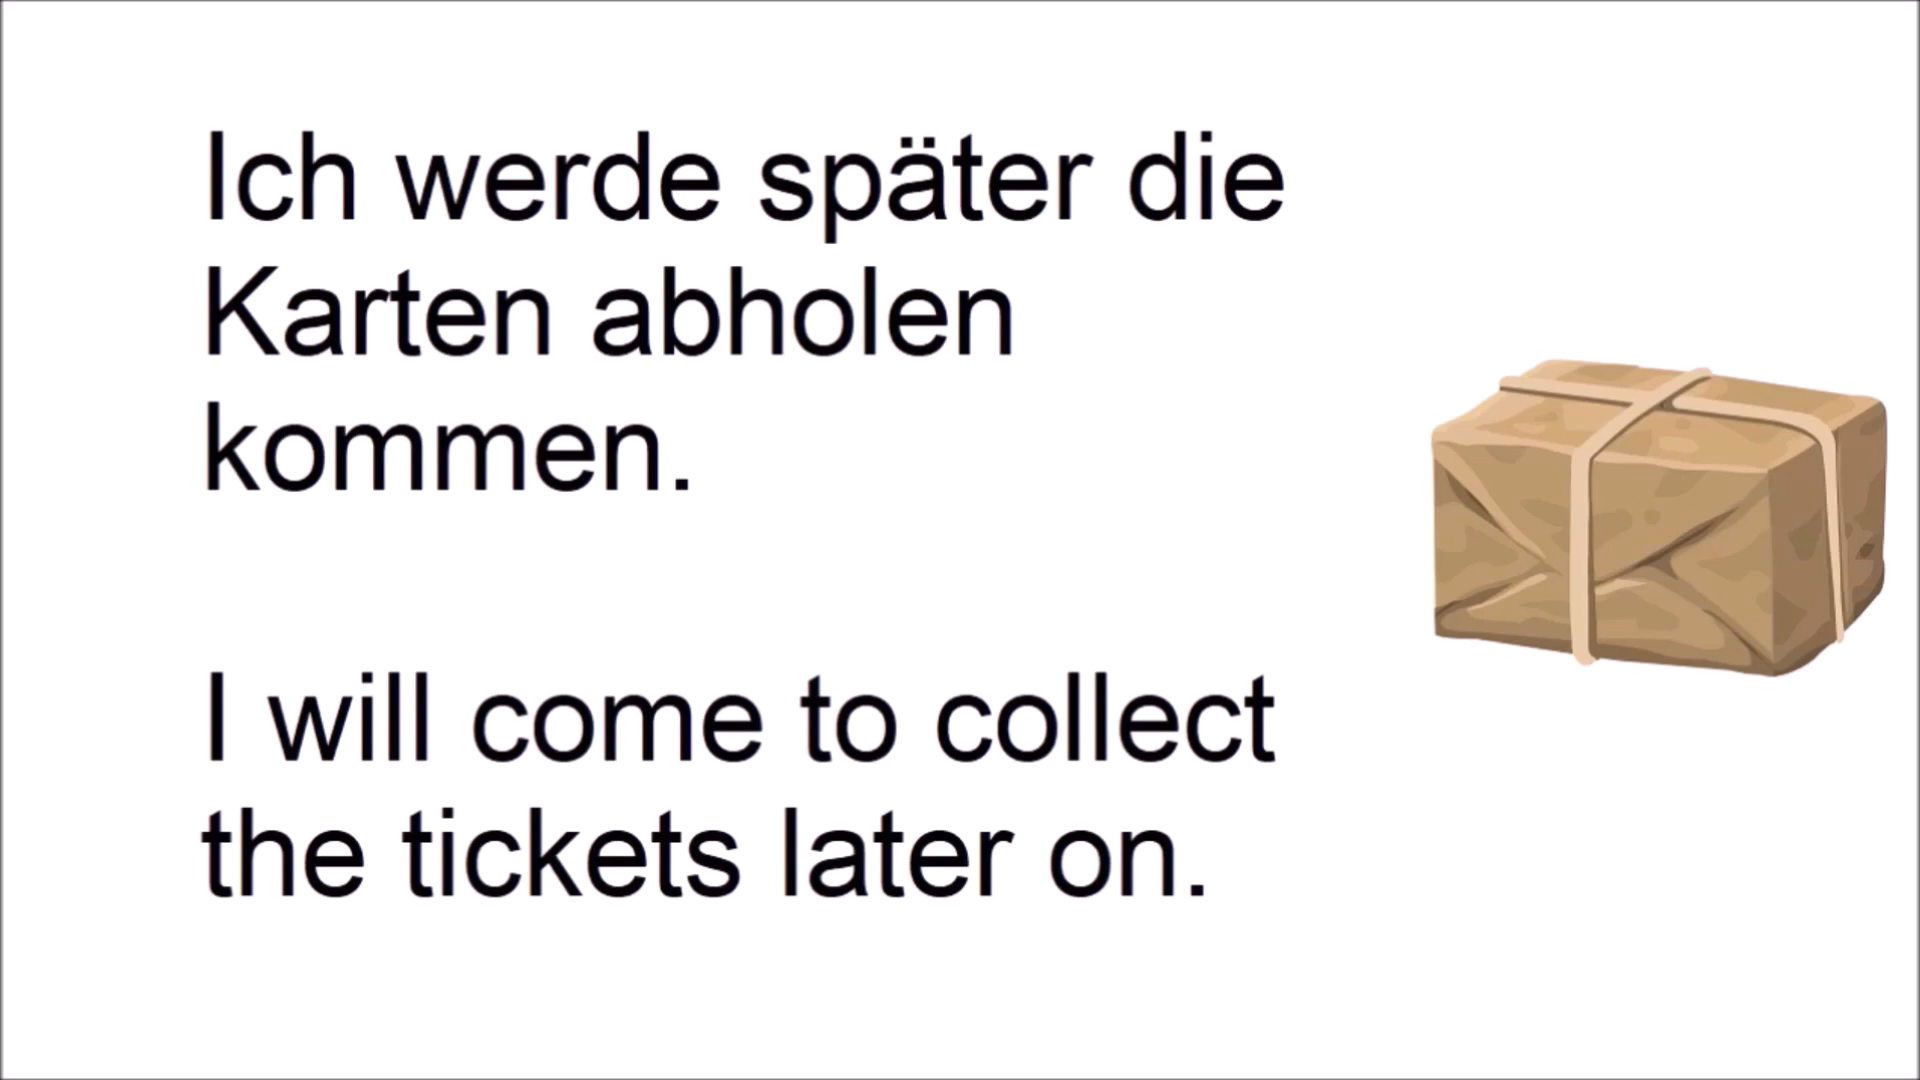 Ich werde später die
Karten abholen
kommen.
I will come to collect
the tickets later on.